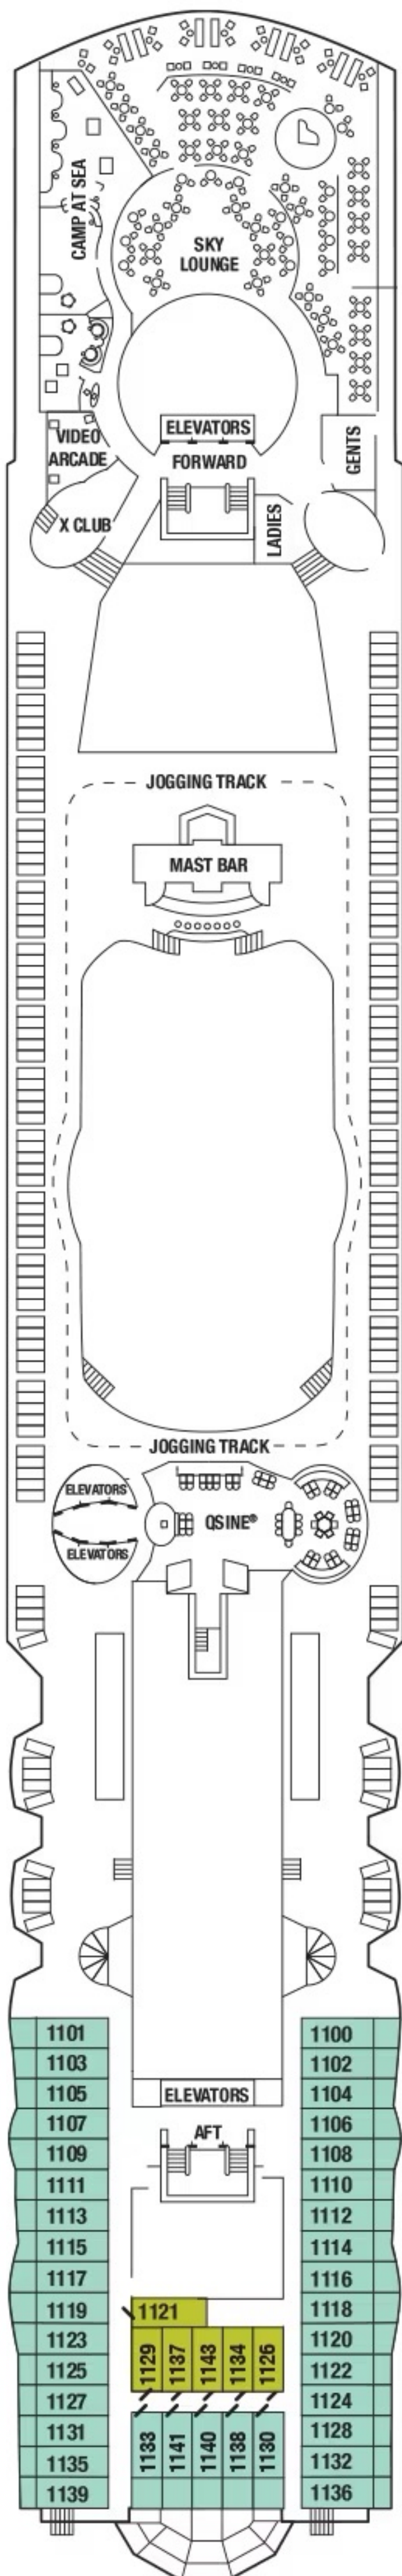 CAMP AT SEA
SKY
LOUNGE
ELEVATORS
FORWARD
VIDEO
ARCADE
GENTS
X CLUB
LADIES
JOGGING TRACK
MAST BAR
JOGGING TRACK
ELEVATORS
QSINE®
ELEVATORS
1101
1103
1105
1107
1109
1111
1113
1115
1117
1119
1123
1125
1127
1131
1135
1139
ELEVATORS
AFT
1121
1129 1137 1143 1134 1126
1133 1141 1140 1138 1130
1100
1102
1104
1106
1108
1110
1112
1114
1116
1118
1120
1122
1124
1128
1132
1136